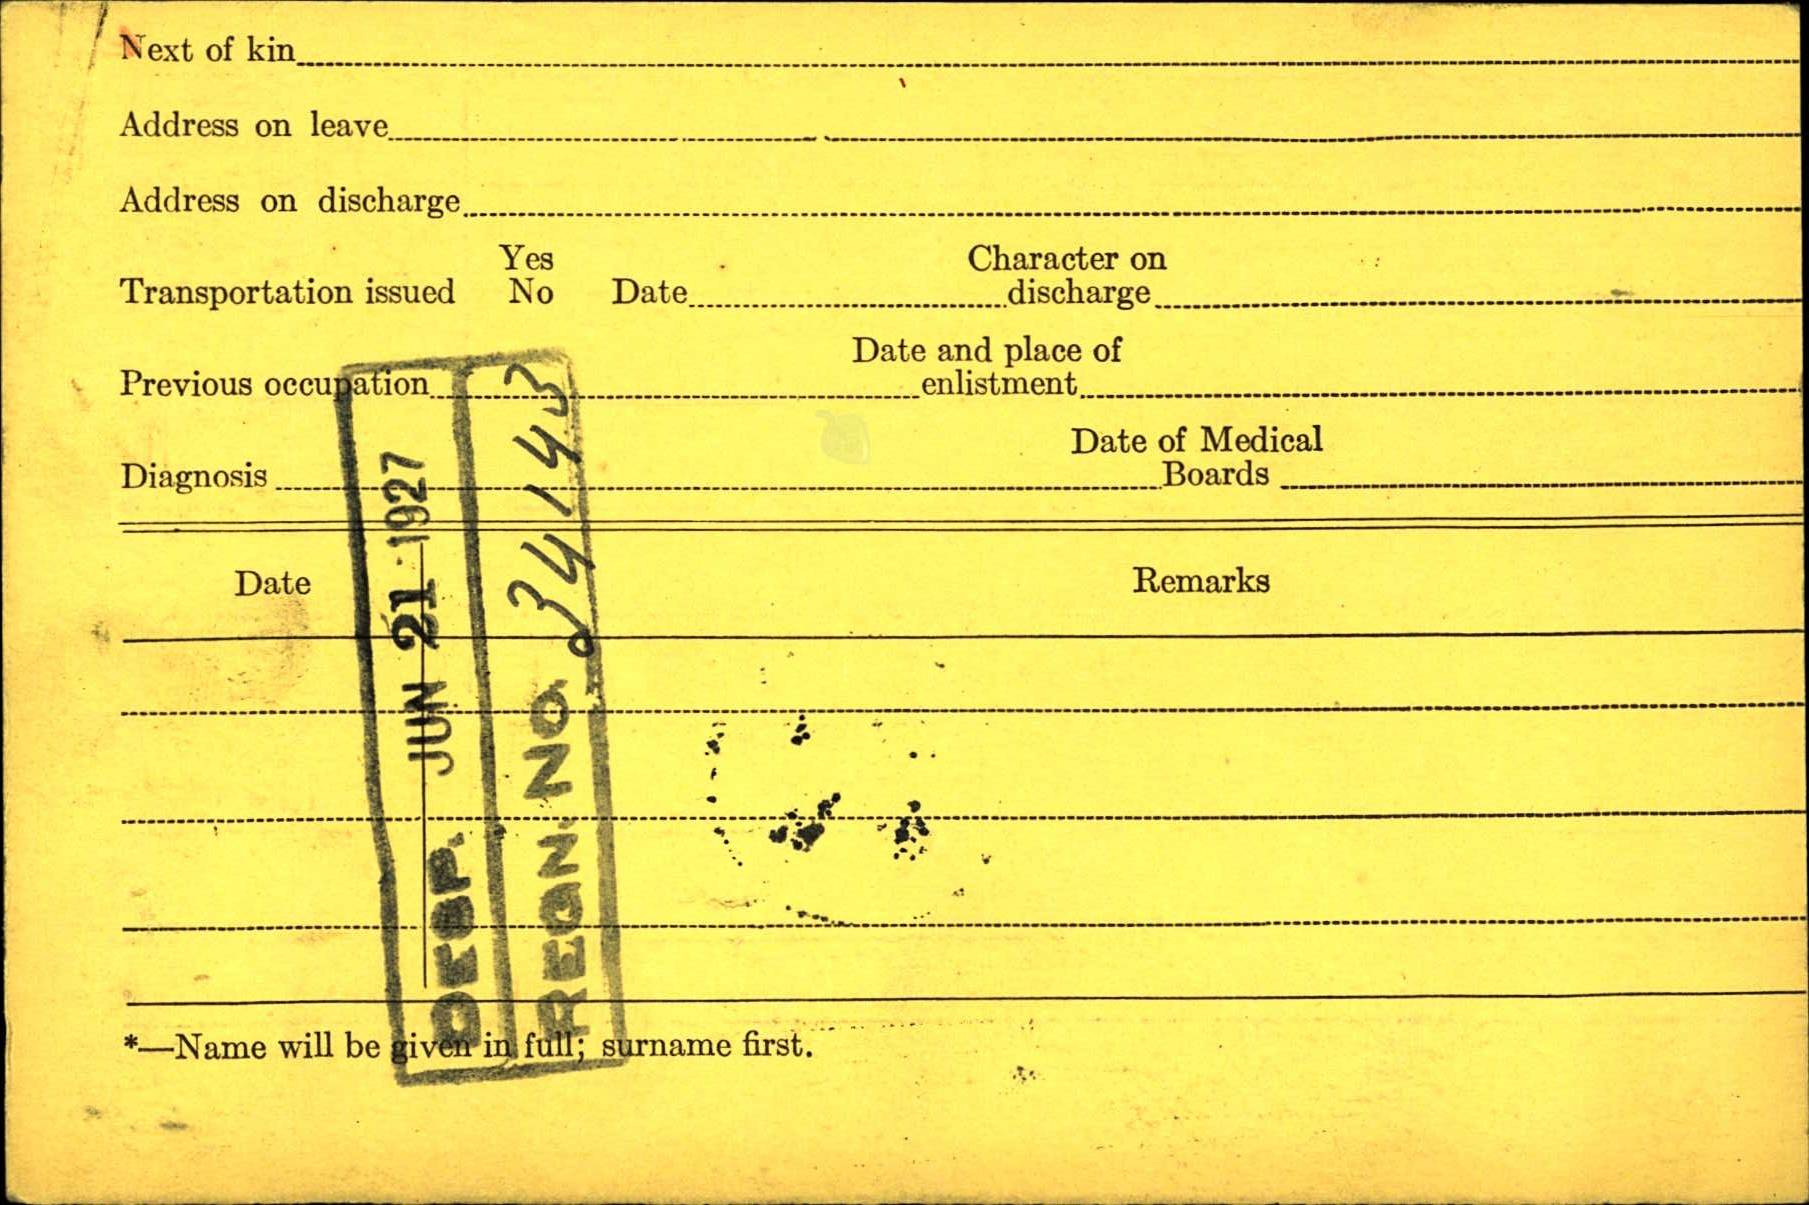 Next of kin
Address on leave
Address on discharge
Yes
Transportation issued No Date
Character on
discharge
Previous occupation
Date and place of
enlistment
Diagnosis
Date of Medical
Boards
Date Remarks
*—Name will be given in full; surname first.
DESP. JUN 21 1927
REQN. NO. 34143